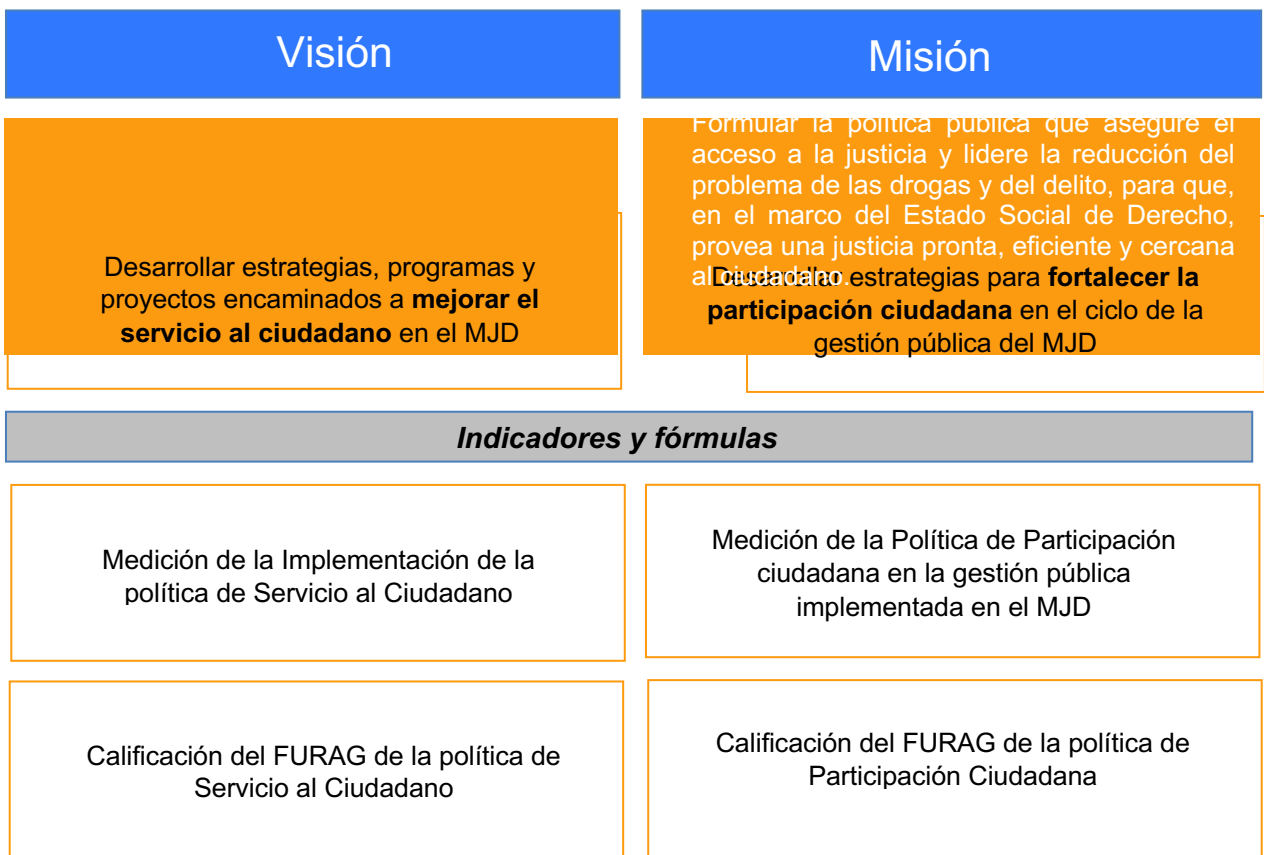 Visión
Misión
Formular la política pública que asegure el
acceso a la justicia y lidere la reducción del
problema de las drogas y del delito, para que,
en el marco del Estado Social de Derecho,
provea una justicia pronta, eficiente y cercana
al ciudadano.
Desarrollar estrategias, programas y
proyectos encaminados a mejorar el
servicio al ciudadano en el MJD
Desarrollar estrategias para fortalecer la
participación ciudadana en el ciclo de la
gestión pública del MJD
Indicadores y fórmulas
Medición de la Implementación de la
política de Servicio al Ciudadano
Medición de la Política de Participación
ciudadana en la gestión pública
implementada en el MJD
Calificación del FURAG de la política de
Servicio al Ciudadano
Calificación del FURAG de la política de
Participación Ciudadana